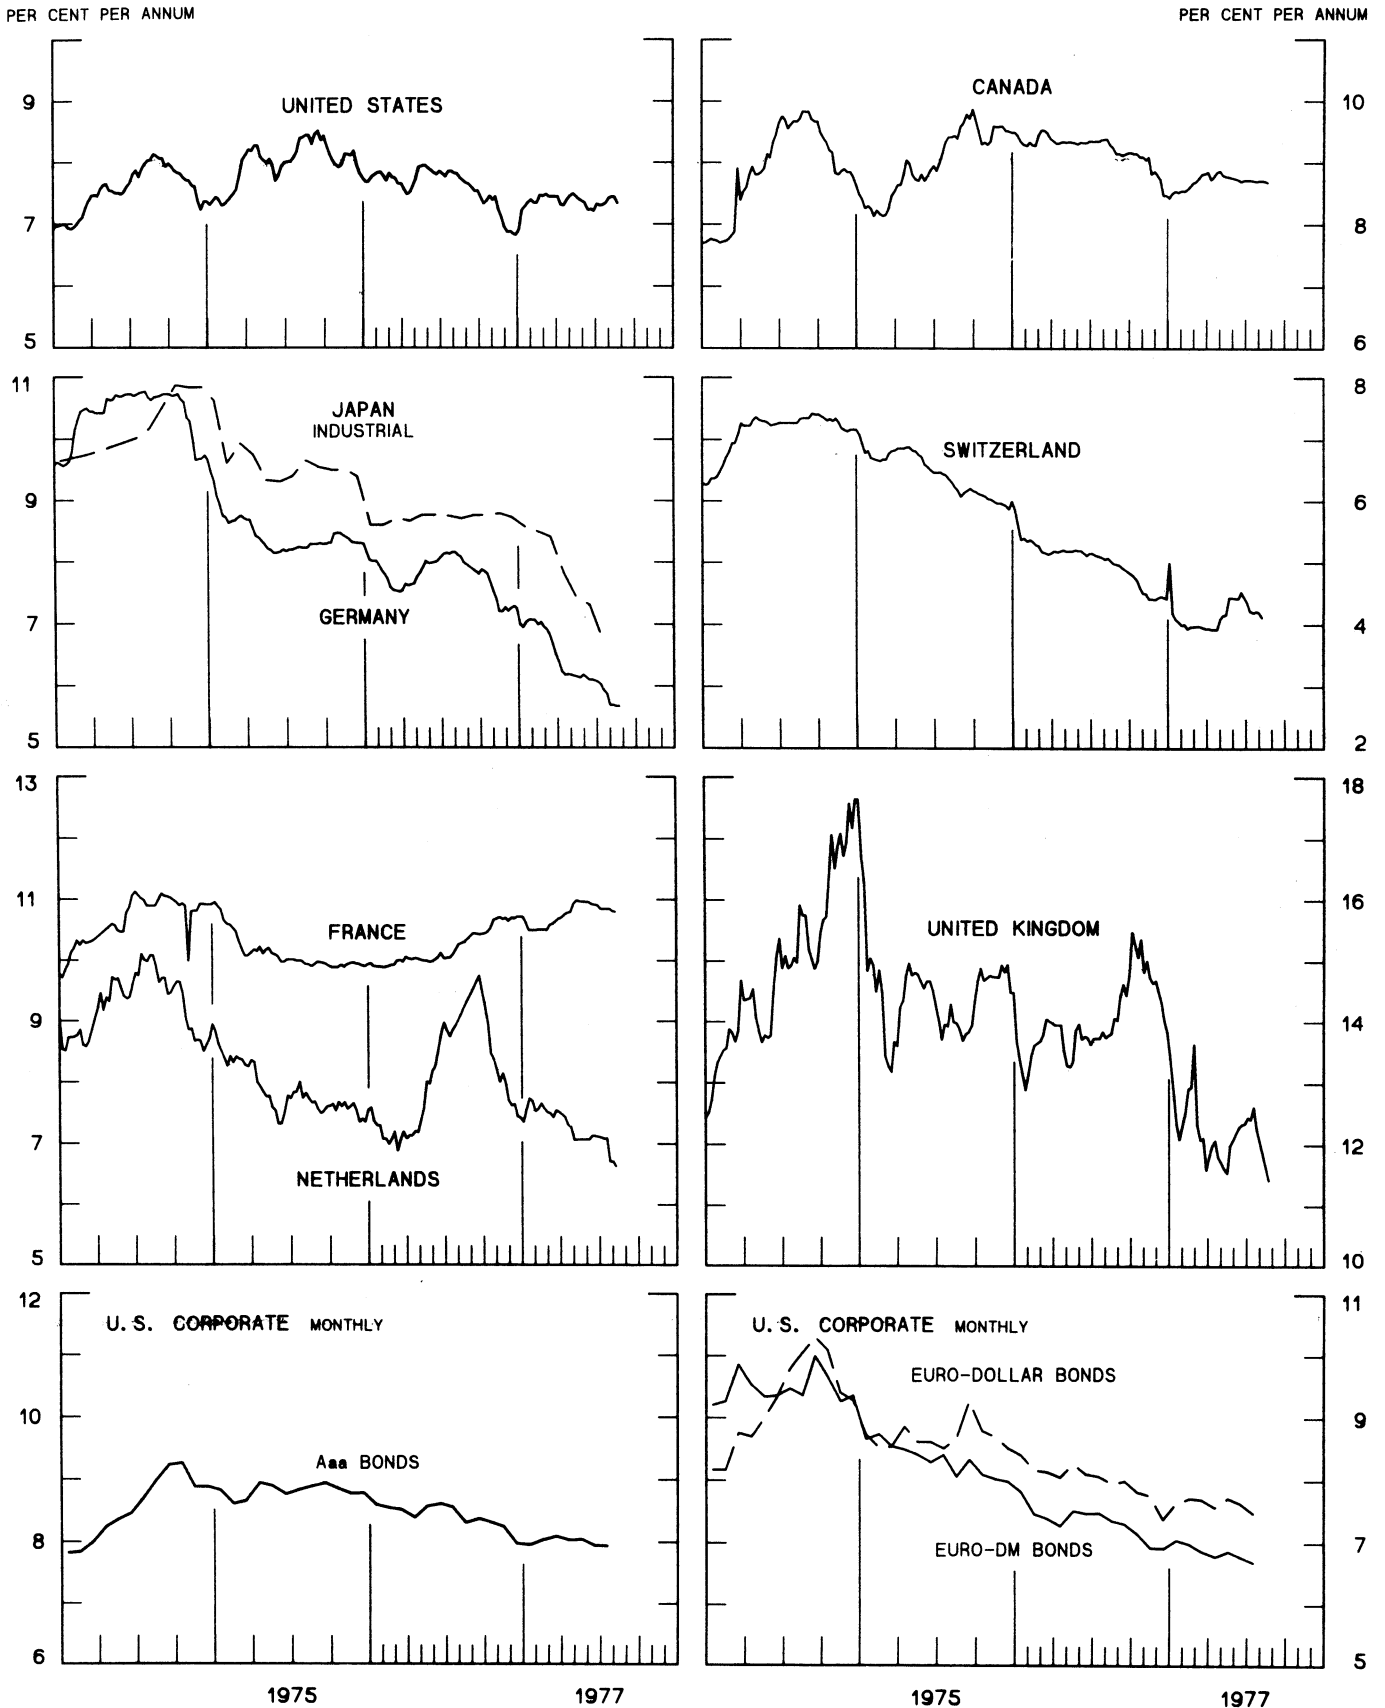 PER CENT PER ANNUM
PER CENT PER ANNUM
UNITED STATES
9
7
5
CANADA
10
8
6
JAPAN
INDUSTRIAL
GERMANY
11
9
7
5
SWITZERLAND
8
6
4
2
FRANCE
NETHERLANDS
13
11
9
7
5
UNITED KINGDOM
18
16
14
12
10
U.S. CORPORATE MONTHLY
Aaa BONDS
12
10
8
6
U.S. CORPORATE MONTHLY
EURO-DOLLAR BONDS
EURO-DM BONDS
11
9
7
5
1975
1977
1975
1977